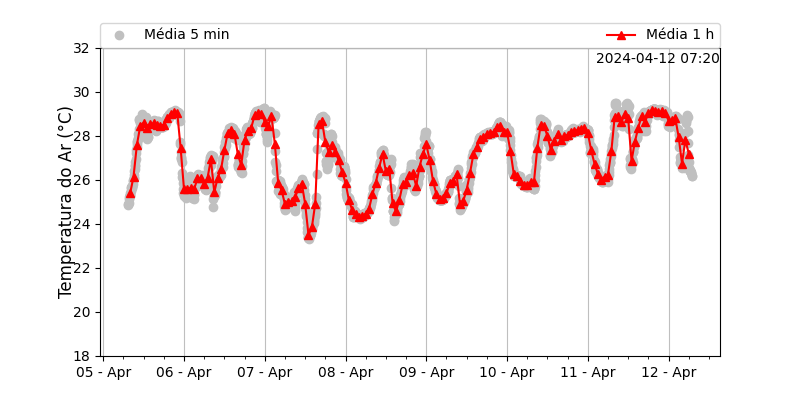 Média 5 min
Média 1 h
2024-04-12 07:20
Temperatura do Ar (°C)
32
30
28
26
24
22
20
18
05 - Apr
06 - Apr
07 - Apr
08 - Apr
09 - Apr
10 - Apr
11 - Apr
12 - Apr